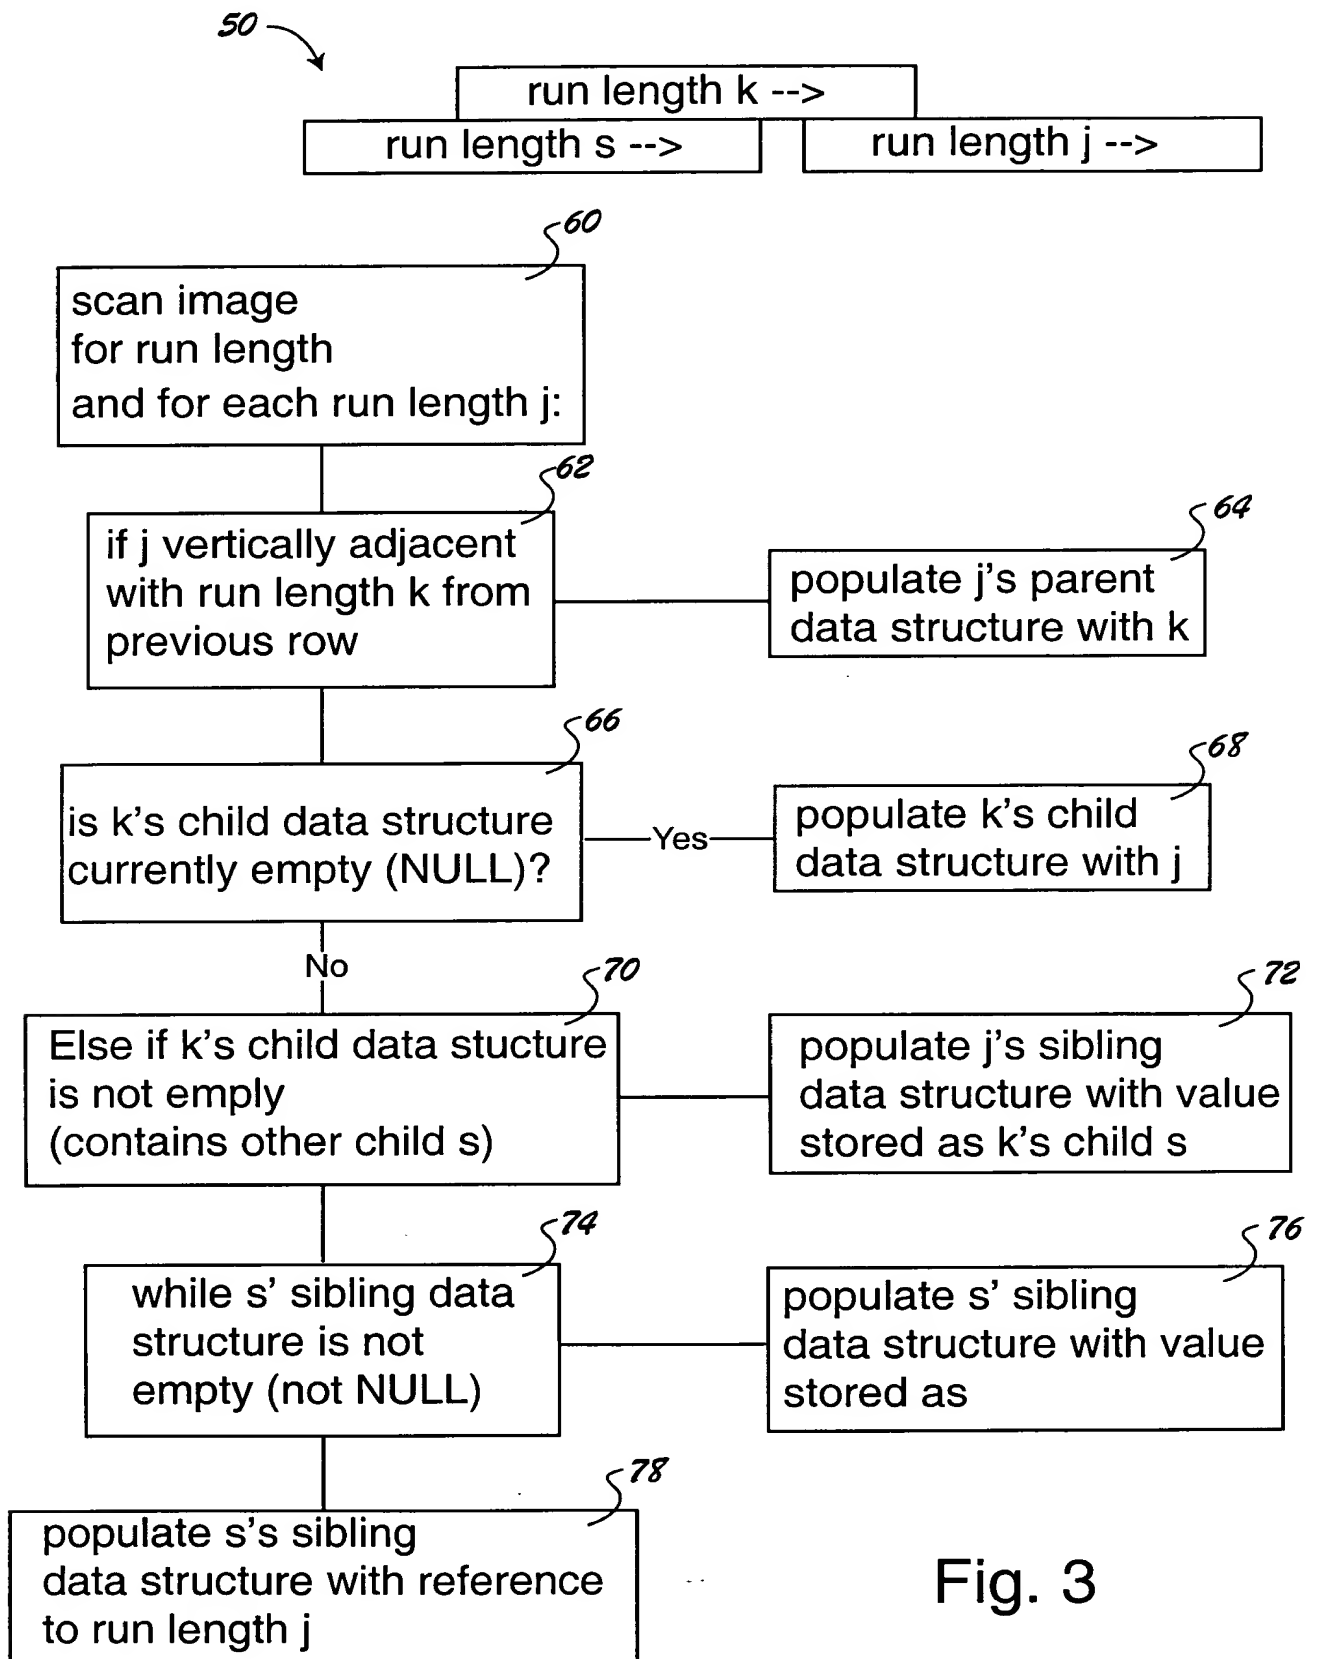 50
run length k -->
run length s -->
run length j -->
60
scan image
for run length
and for each run length j:
62
if j vertically adjacent
with run length k from
previous row
64
populate j's parent
data structure with k
66
is k's child data structure
currently empty (NULL)?
Yes
68
populate k's child
data structure with j
No
70
Else if k's child data stucture
is not emply
(contains other child s)
72
populate j's sibling
data structure with value
stored as k's child s
74
while s' sibling data
structure is not
empty (not NULL)
76
populate s' sibling
data structure with value
stored as
78
populate s's sibling
data structure with reference
to run length j
Fig. 3